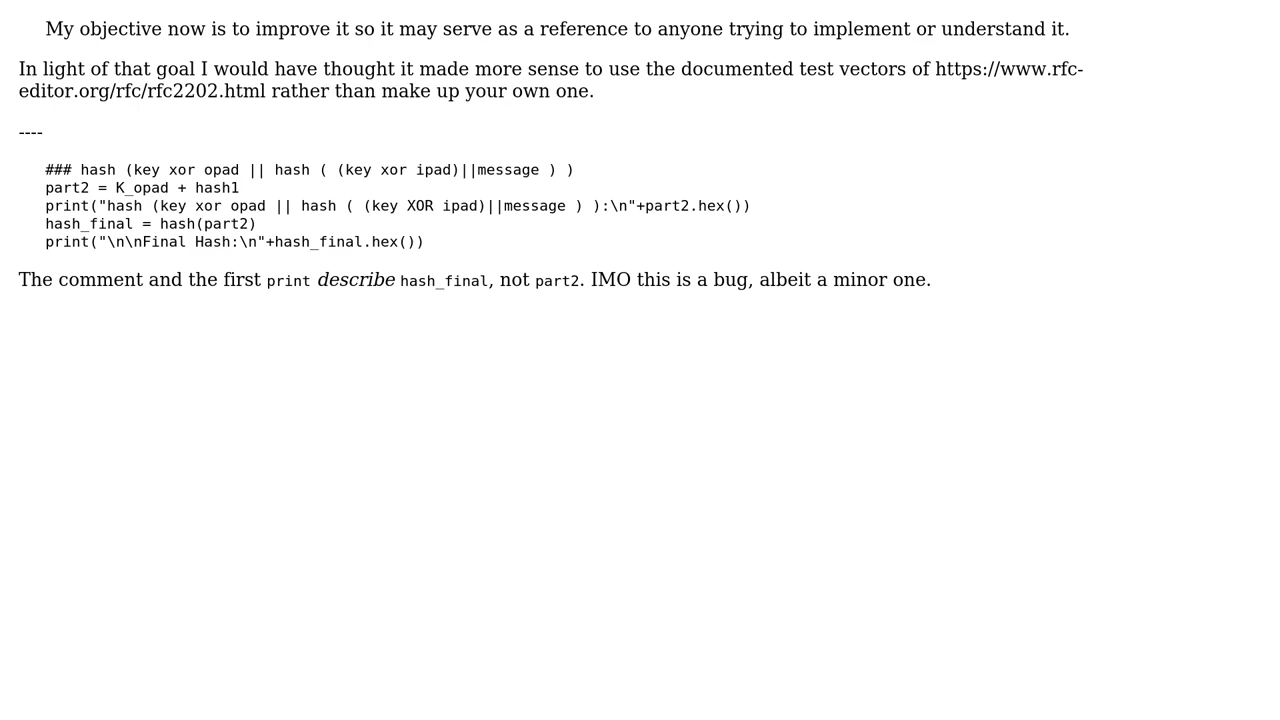 My objective now is to improve it so it may serve as a reference to anyone trying to implement or understand it.
In light of that goal I would have thought it made more sense to use the documented test vectors of https://www.rfc-
editor.org/rfc/rfc2202.html rather than make up your own one.
----
### hash (key xor opad || hash ( (key xor ipad)||message ) )
part2 = K_opad + hash1
print("hash (key xor opad || hash ( (key XOR ipad)||message ) ):\n"+part2.hex())
hash_final = hash(part2)
print("\n\nFinal Hash:\n"+hash_final.hex())
The comment and the first print describe hash_final, not part2. IMO this is a bug, albeit a minor one.